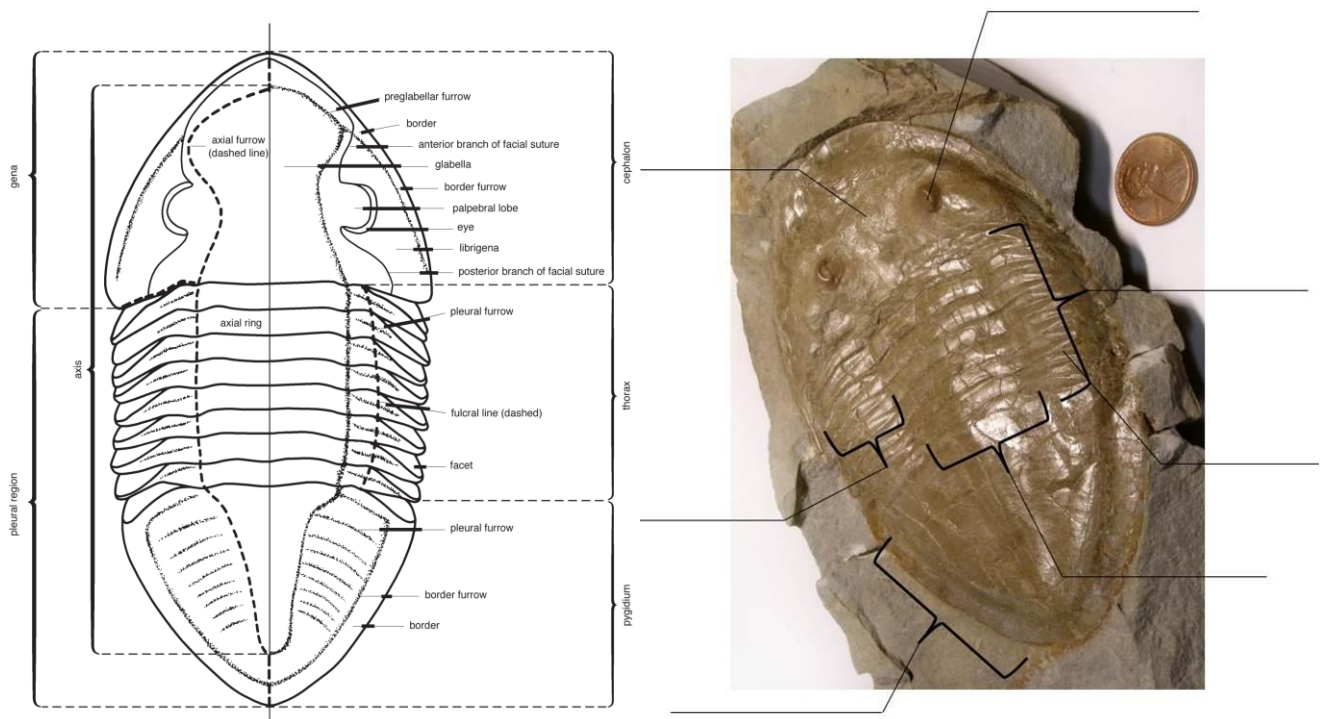 preglabellar furrow
border
axial furrow
(dashed line)
anterior branch of facial suture
glabella
gena
cephalon
border furrow
palpebral lobe
eye
librigena
posterior branch of facial suture
pleural furrow
axial ring
axis
thorax
fulcral line (dashed)
facet
pleural region
pleural furrow
border furrow
pygidium
border